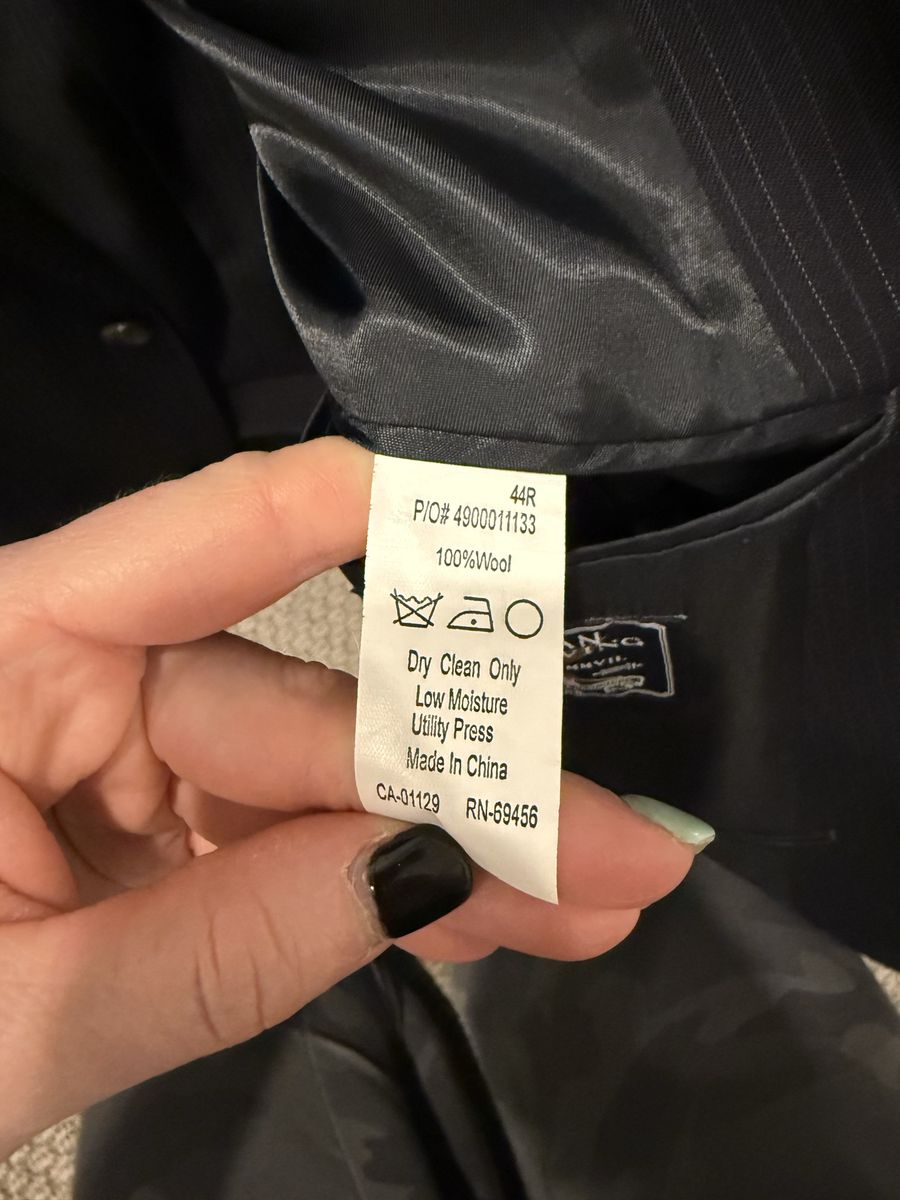 44R
P/O# 4900011133
100%Wool
Dry Clean Only
Low Moisture
Utility Press
Made In China
CA-01129 RN-69456